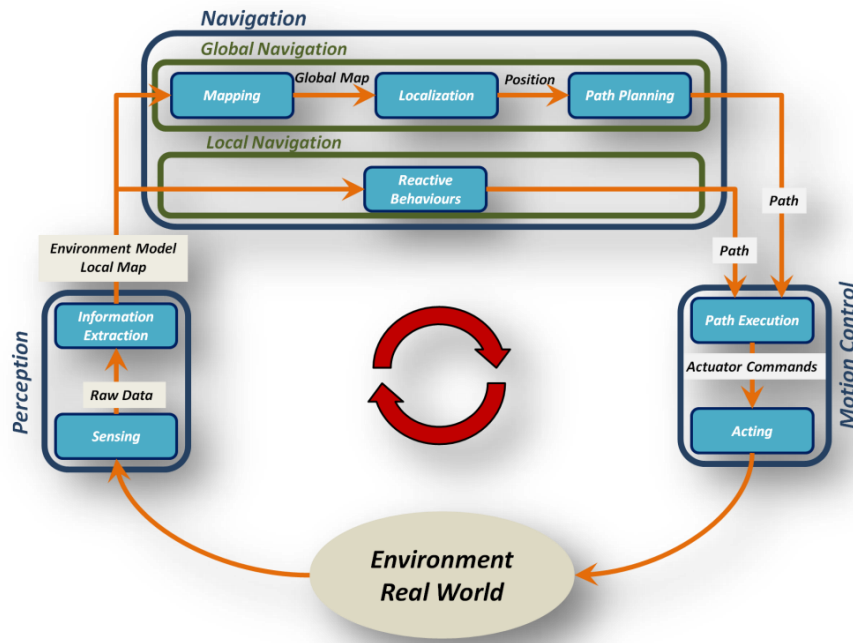 Navigation
Global Navigation
Mapping
Global Map
Localization
Position
Path Planning
Local Navigation
Reactive
Behaviours
Path
Path
Environment Model
Local Map
Perception
Information
Extraction
Raw Data
Sensing
Motion Control
Path Execution
Actuator Commands
Acting
Environment
Real World